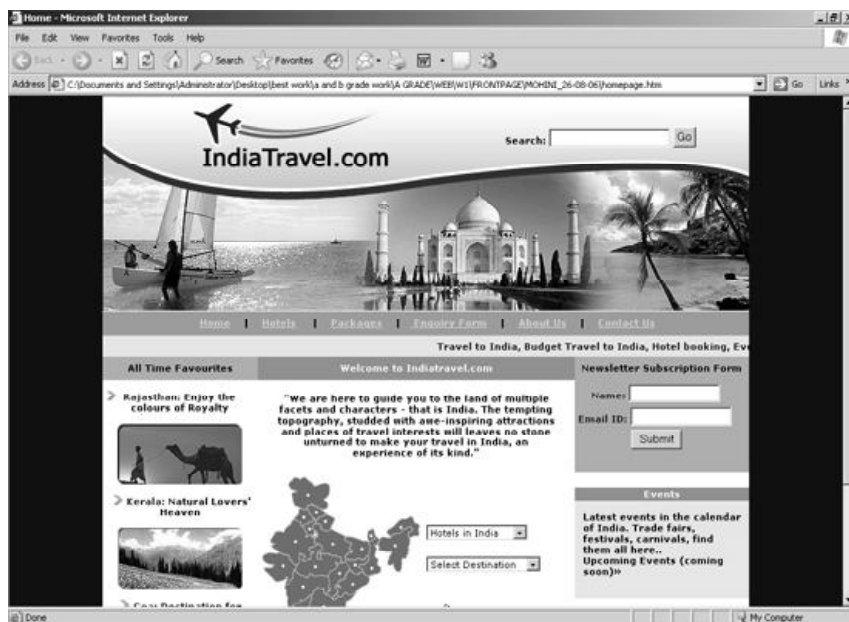 Home - Microsoft Internet Explorer
File Edit View Favorites Tools Help
Back Search Favorites
Address C:\Documents and Settings\Administrator\Desktop\best work\a and b grade work\A GRADE\WEB\W1\FRONTPAGE\MOHINI_26-08-06\homepage.htm Go Links
IndiaTravel.com
Search: Go
Home | Hotels | Packages | Enquiry Form | About Us | Contact Us
Travel to India, Budget Travel to India, Hotel booking, Eve
All Time Favourites
Rajasthan: Enjoy the
colours of Royalty
Kerala: Natural Lovers'
Heaven
Goa: Destination for
Welcome to Indiatravel.com
"We are here to guide you to the land of multiple
facets and characters - that is India. The tempting
topography, studded with awe-inspiring attractions
and places of travel interests will leaves no stone
unturned to make your travel in India, an
experience of its kind."
Hotels in India
Select Destination
Newsletter Subscription Form
Name:
Email ID:
Submit
Events
Latest events in the calendar
of India. Trade fairs,
festivals, carnivals, find
them all here..
Upcoming Events (coming
soon)»
Done My Computer